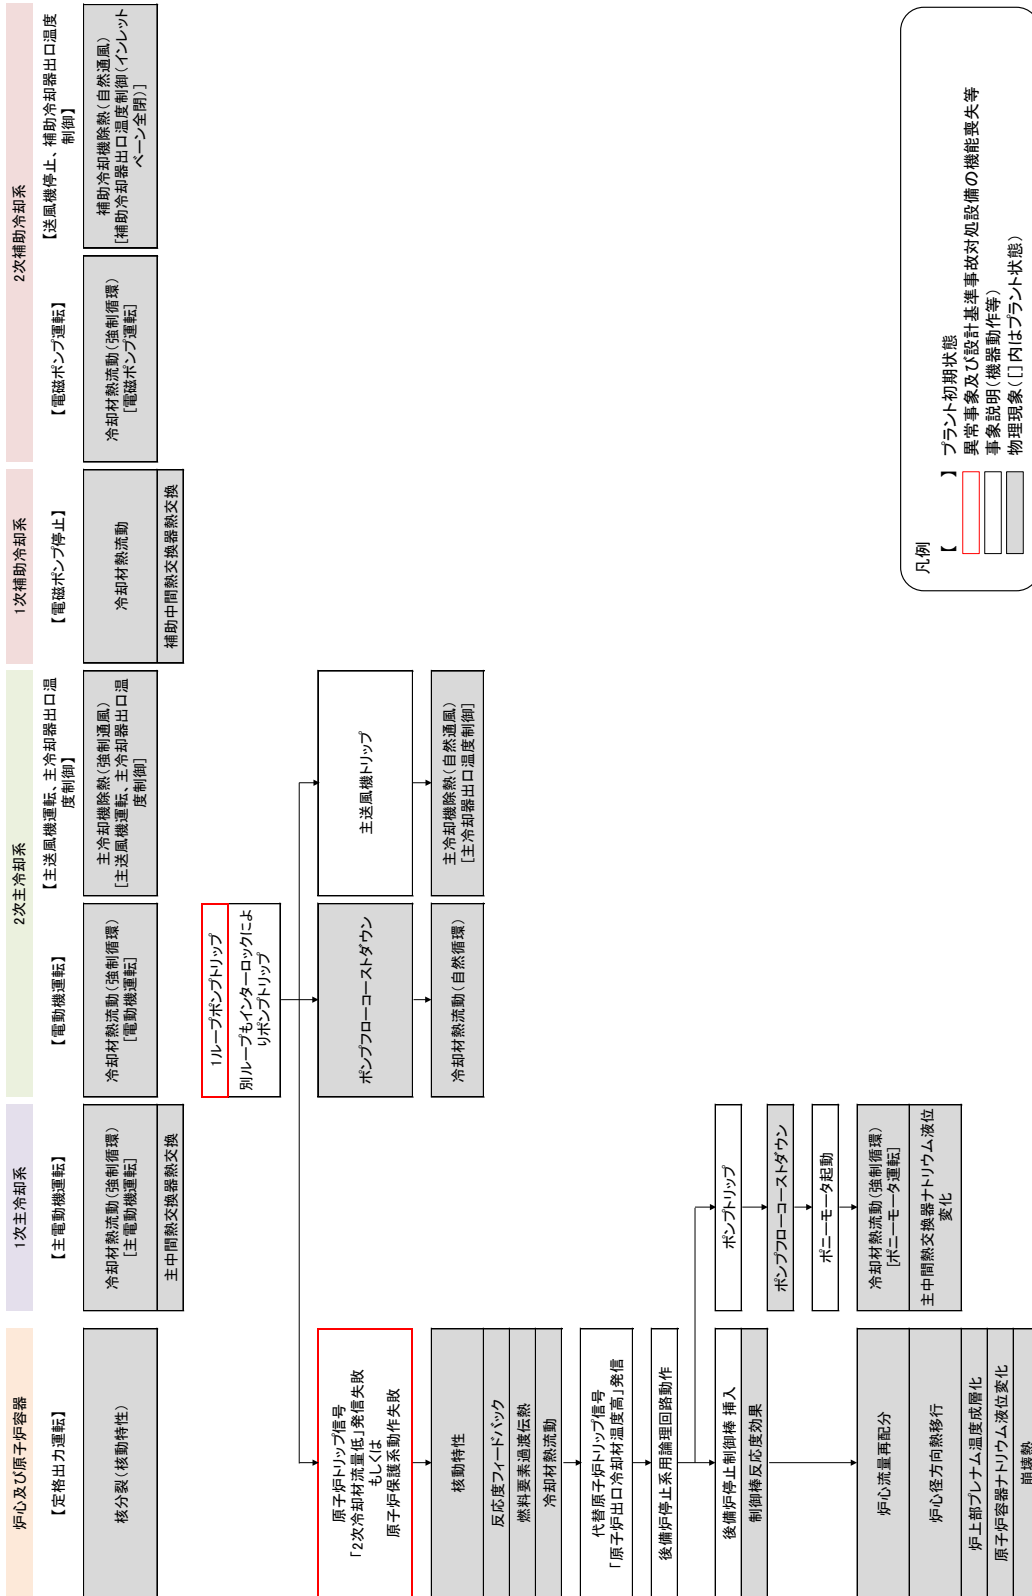 炉心及び原子炉容器
1次主冷却系
2次主冷却系
1次補助冷却系
2次補助冷却系
【定格出力運転】
【主電動機運転】
【電動機運転】
【主送風機運転、主冷却器出口温
度制御】
【電磁ポンプ停止】
【電磁ポンプ運転】
【送風機停止、補助冷却器出口温度
制御】
核分裂(核動特性)
冷却材熱流動(強制循環)
[主電動機運転]
主中間熱交換器熱交換
冷却材熱流動(強制循環)
[電動機運転]
主冷却機除熱(強制通風)
[主送風機運転、主冷却器出口温
度制御]
冷却材熱流動
補助中間熱交換器熱交換
冷却材熱流動(強制循環)
[電磁ポンプ運転]
補助冷却機除熱(自然通風)
[補助冷却器出口温度制御(インレット
ベーン全閉)]
1ループポンプトリップ
別ループもインターロックによ
りポンプトリップ
原子炉トリップ信号
「2次冷却材流量低」発信失敗
もしくは
原子炉保護系動作失敗
ポンプフローコーストダウン
主送風機トリップ
核動特性
反応度フィードバック
燃料要素過渡伝熱
冷却材熱流動
冷却材熱流動(自然循環)
主冷却機除熱(自然通風)
[主冷却器出口温度制御]
代替原子炉トリップ信号
「原子炉出口冷却材温度高」発信
後備炉停止系用論理回路動作
後備炉停止制御棒 挿入
制御棒反応度効果
ポンプトリップ
ポンプフローコーストダウン
ポニーモータ起動
炉心流量再配分
炉心径方向熱移行
炉上部プレナム温度成層化
原子炉容器ナトリウム液位変化
崩壊熱
冷却材熱流動(強制循環)
[ポニーモータ運転]
主中間熱交換器ナトリウム液位
変化
凡例
【 】 プラント初期状態
異常事象及び設計基準事故対処設備の機能喪失等
事象説明(機器動作等)
物理現象([]内はプラント状態)